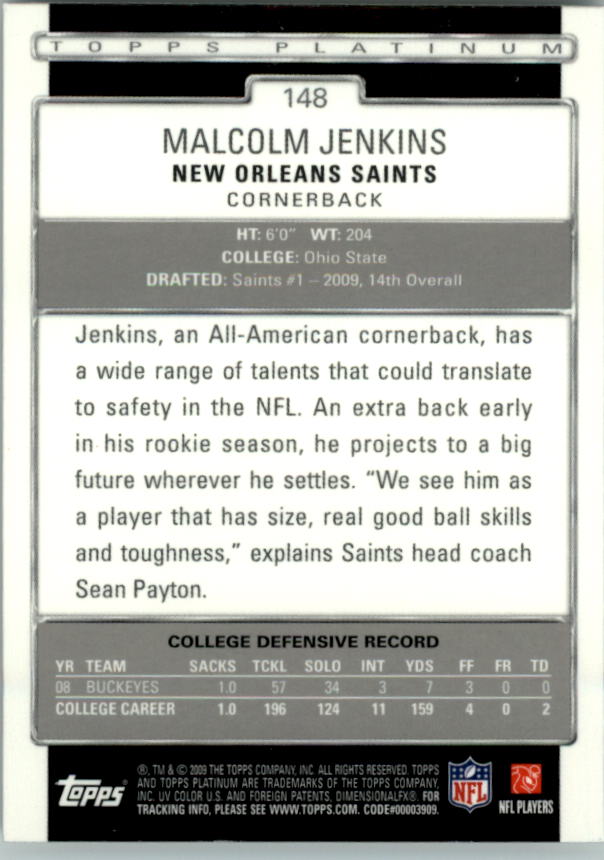 TOPPS PLATINUM
148
MALCOLM JENKINS
NEW ORLEANS SAINTS
CORNERBACK
HT: 6'0" WT: 204
COLLEGE: Ohio State
DRAFTED: Saints #1 – 2009, 14th Overall
Jenkins, an All-American cornerback, has
a wide range of talents that could translate
to safety in the NFL. An extra back early
in his rookie season, he projects to a big
future wherever he settles. “We see him as
a player that has size, real good ball skills
and toughness,” explains Saints head coach
Sean Payton.
COLLEGE DEFENSIVE RECORD
YR TEAM SACKS TCKL SOLO INT YDS FF FR TD
08 BUCKEYES 1.0 57 34 3 7 3 0 0
COLLEGE CAREER 1.0 196 124 11 159 4 0 2
topps
®, TM & © 2009 THE TOPPS COMPANY, INC. ALL RIGHTS RESERVED. TOPPS
AND TOPPS PLATINUM ARE TRADEMARKS OF THE TOPPS COMPANY,
INC. UV COLOR U.S. AND FOREIGN PATENTS, DIMENSIONALFX®. FOR
TRACKING INFO, PLEASE SEE WWW.TOPPS.COM. CODE#00003909.
NFL
NFL PLAYERS